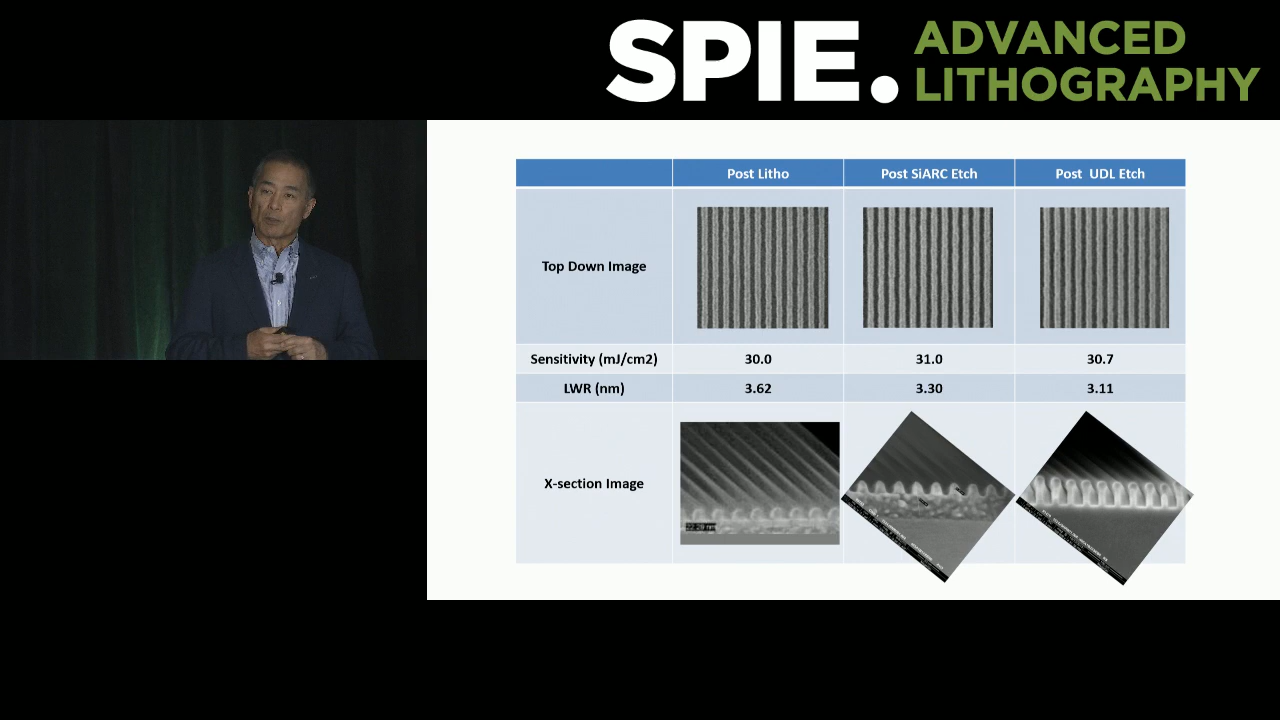 SPIE. ADVANCED
LITHOGRAPHY
Post Litho Post SiARC Etch Post UDL Etch
Top Down Image
Sensitivity (mJ/cm2) 30.0 31.0 30.7
LWR (nm) 3.62 3.30 3.11
X-section Image